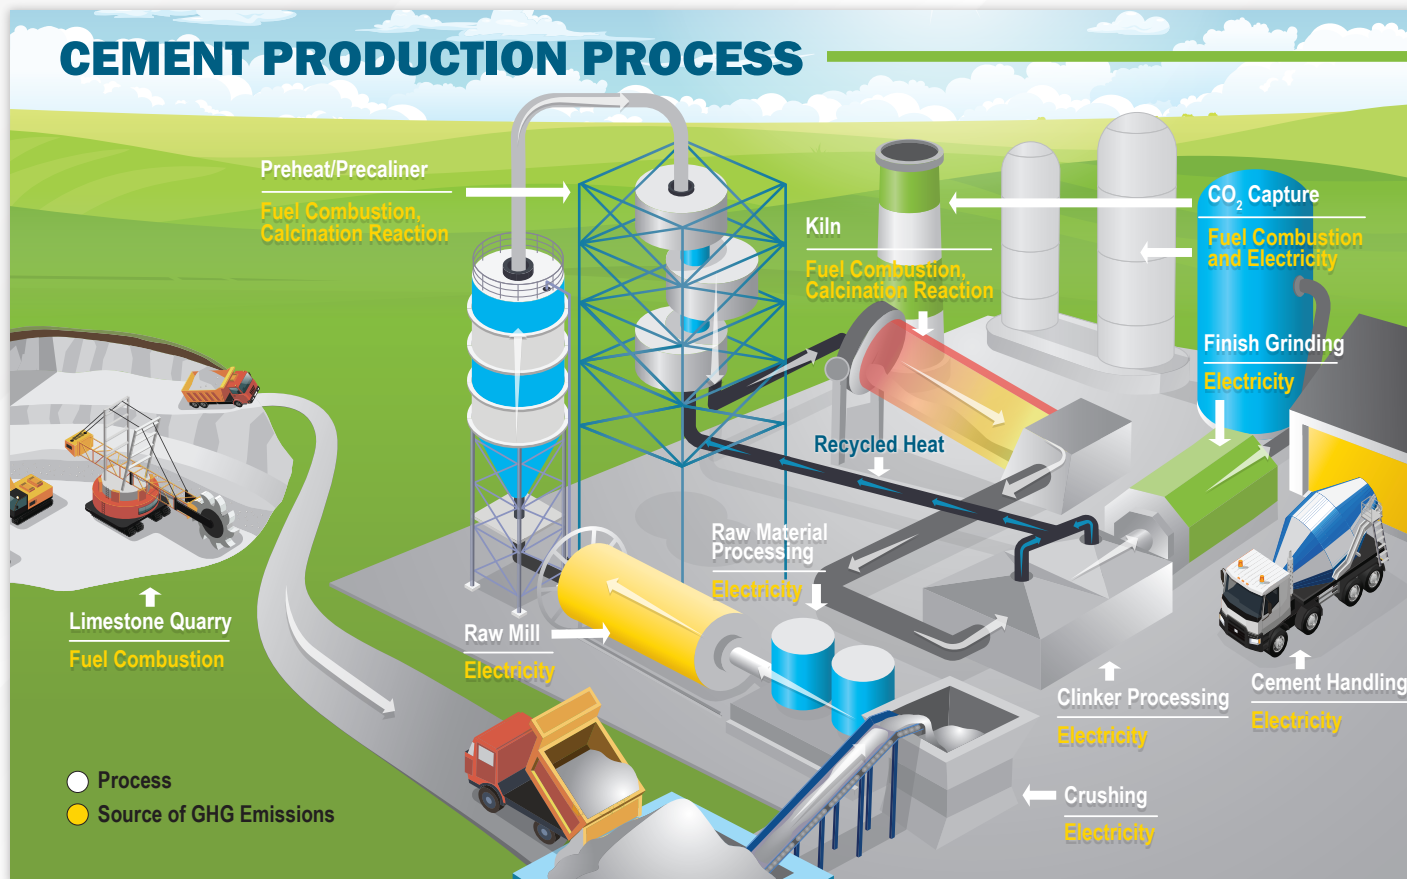 CEMENT PRODUCTION PROCESS
Preheat/Precaliner
Fuel Combustion,
Calcination Reaction
Kiln
Fuel Combustion,
Calcination Reaction
CO₂ Capture
Fuel Combustion
and Electricity
Finish Grinding
Electricity
Recycled Heat
Raw Material
Processing
Electricity
Limestone Quarry
Fuel Combustion
Raw Mill
Electricity
Clinker Processing
Electricity
Cement Handling
Electricity
Crushing
Electricity
Process
Source of GHG Emissions